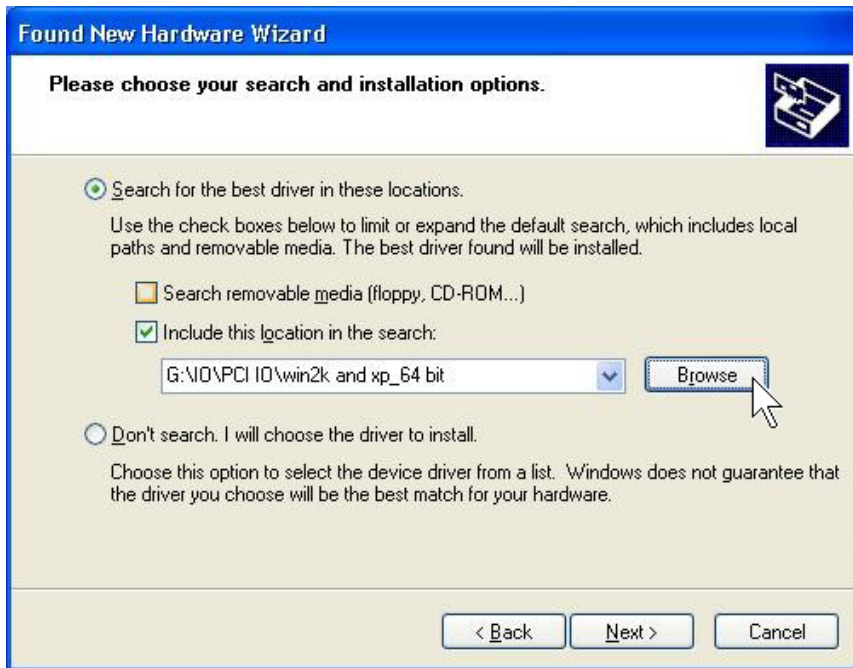 Found New Hardware Wizard
Please choose your search and installation options.
Search for the best driver in these locations.
Use the check boxes below to limit or expand the default search, which includes local
paths and removable media. The best driver found will be installed.
Search removable media (floppy, CD-ROM...)
Include this location in the search:
G:\IO\PCI IO\win2k and xp_64 bit
Browse
Don't search. I will choose the driver to install.
Choose this option to select the device driver from a list. Windows does not guarantee that
the driver you choose will be the best match for your hardware.
< Back Next > Cancel